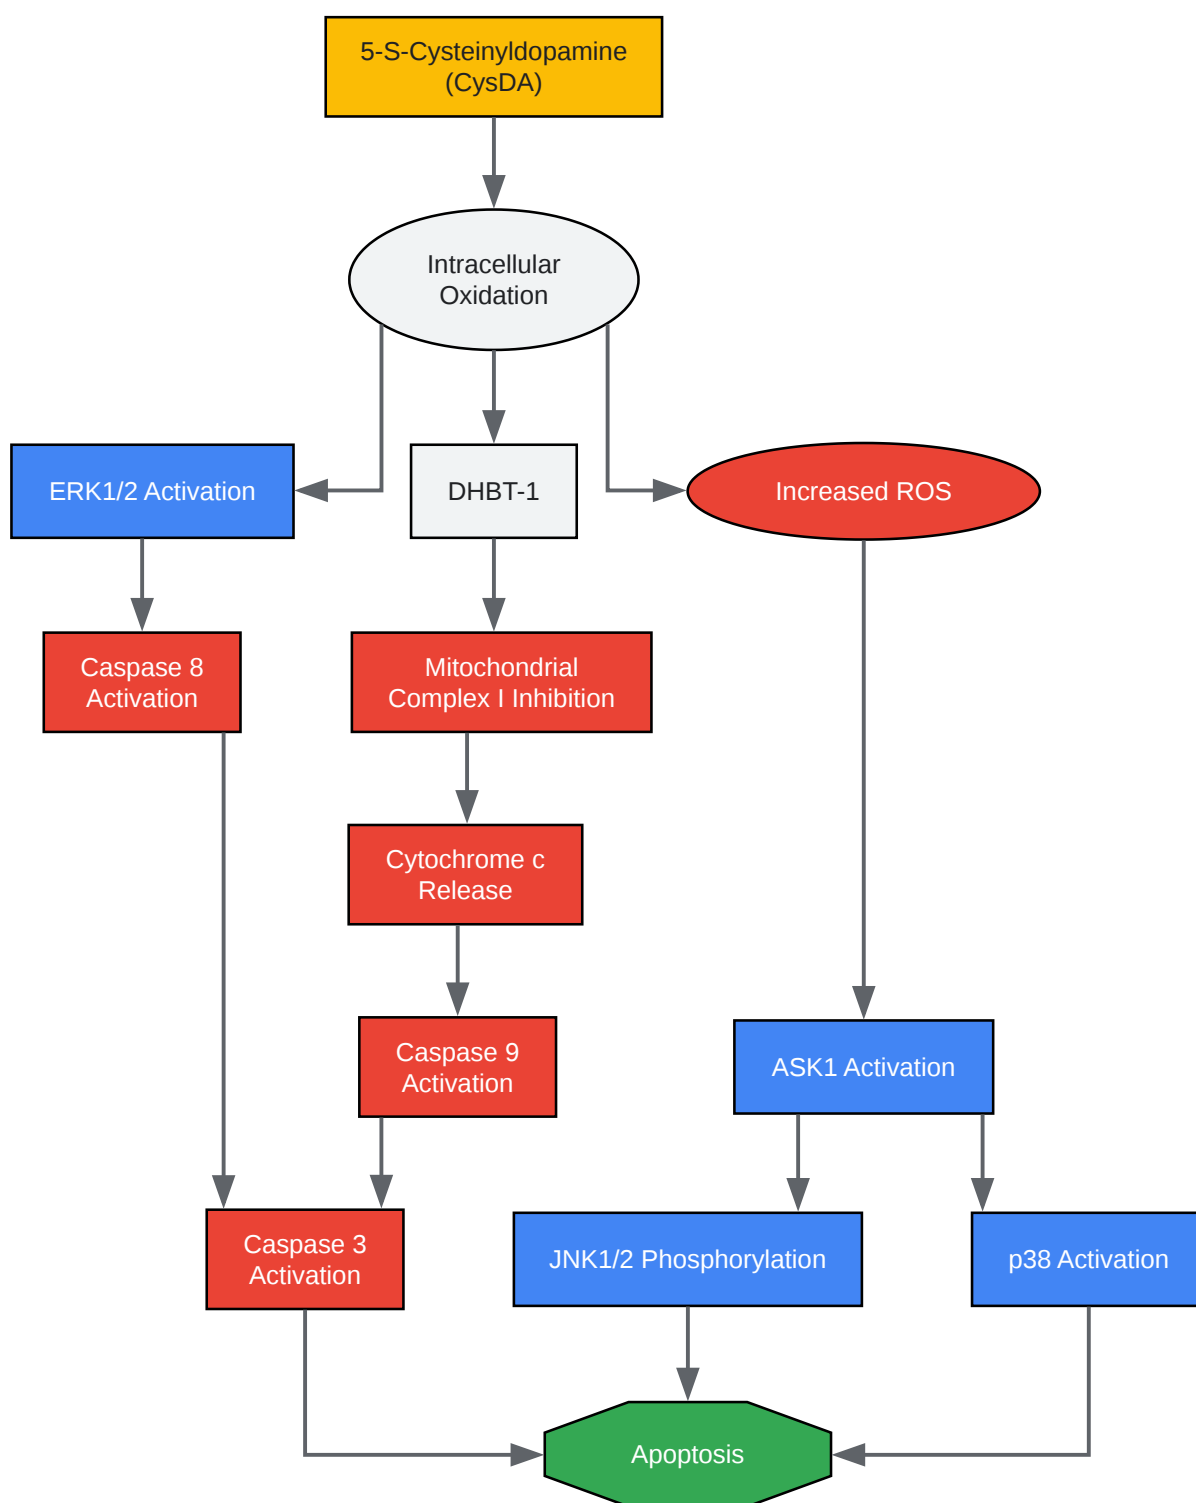 5-S-Cysteinyldopamine
(CysDA)
Intracellular
Oxidation
ERK1/2 Activation
DHBT-1
Increased ROS
Caspase 8
Activation
Mitochondrial
Complex I Inhibition
Cytochrome c
Release
Caspase 9
Activation
ASK1 Activation
Caspase 3
Activation
JNK1/2 Phosphorylation
p38 Activation
Apoptosis